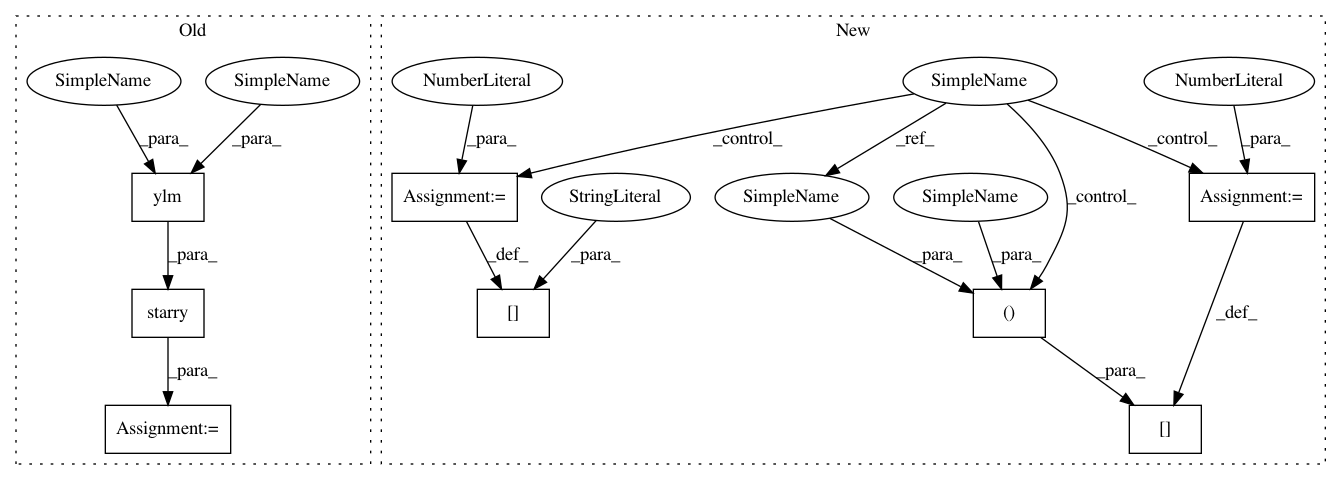 Old
New
SimpleName
SimpleName
NumberLiteral
SimpleName
NumberLiteral
_para_
_para_
_para_
_control_
_ref_
_control_
_para_
ylm
Assignment:=
StringLiteral
SimpleName
SimpleName
_control_
Assignment:=
_para_
_def_
_para_
_para_
_para_
starry
[]
()
_def_
_para_
_para_
Assignment:=
[]